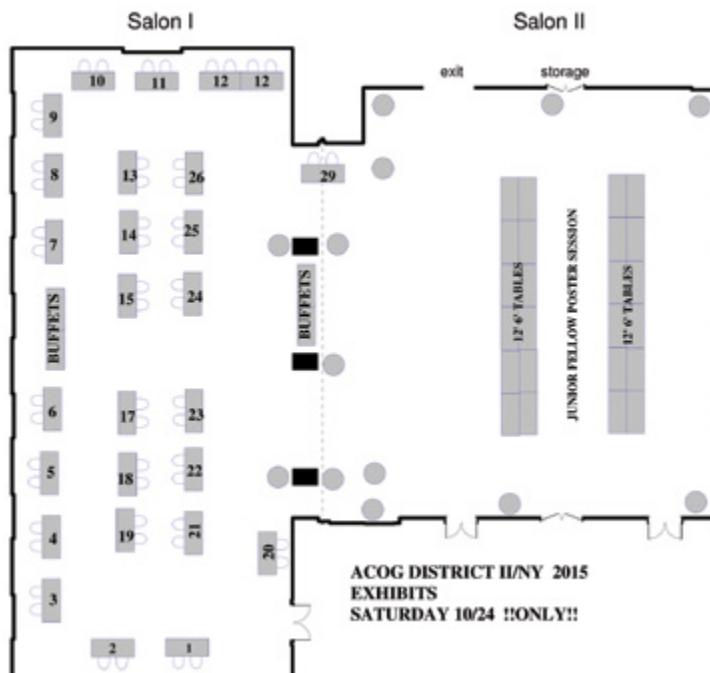 Salon I
Salon II
exit
storage
10
11
12
12
9
8
13
26
29
7
14
25
15
24
BUFFETS
BUFFETS
12' 6' TABLES
JUNIOR FELLOW POSTER SESSION
12' 6' TABLES
6
17
23
5
18
22
4
19
21
20
3
2
1
ACOG DISTRICT II/NY 2015
EXHIBITS
SATURDAY 10/24 !!ONLY!!